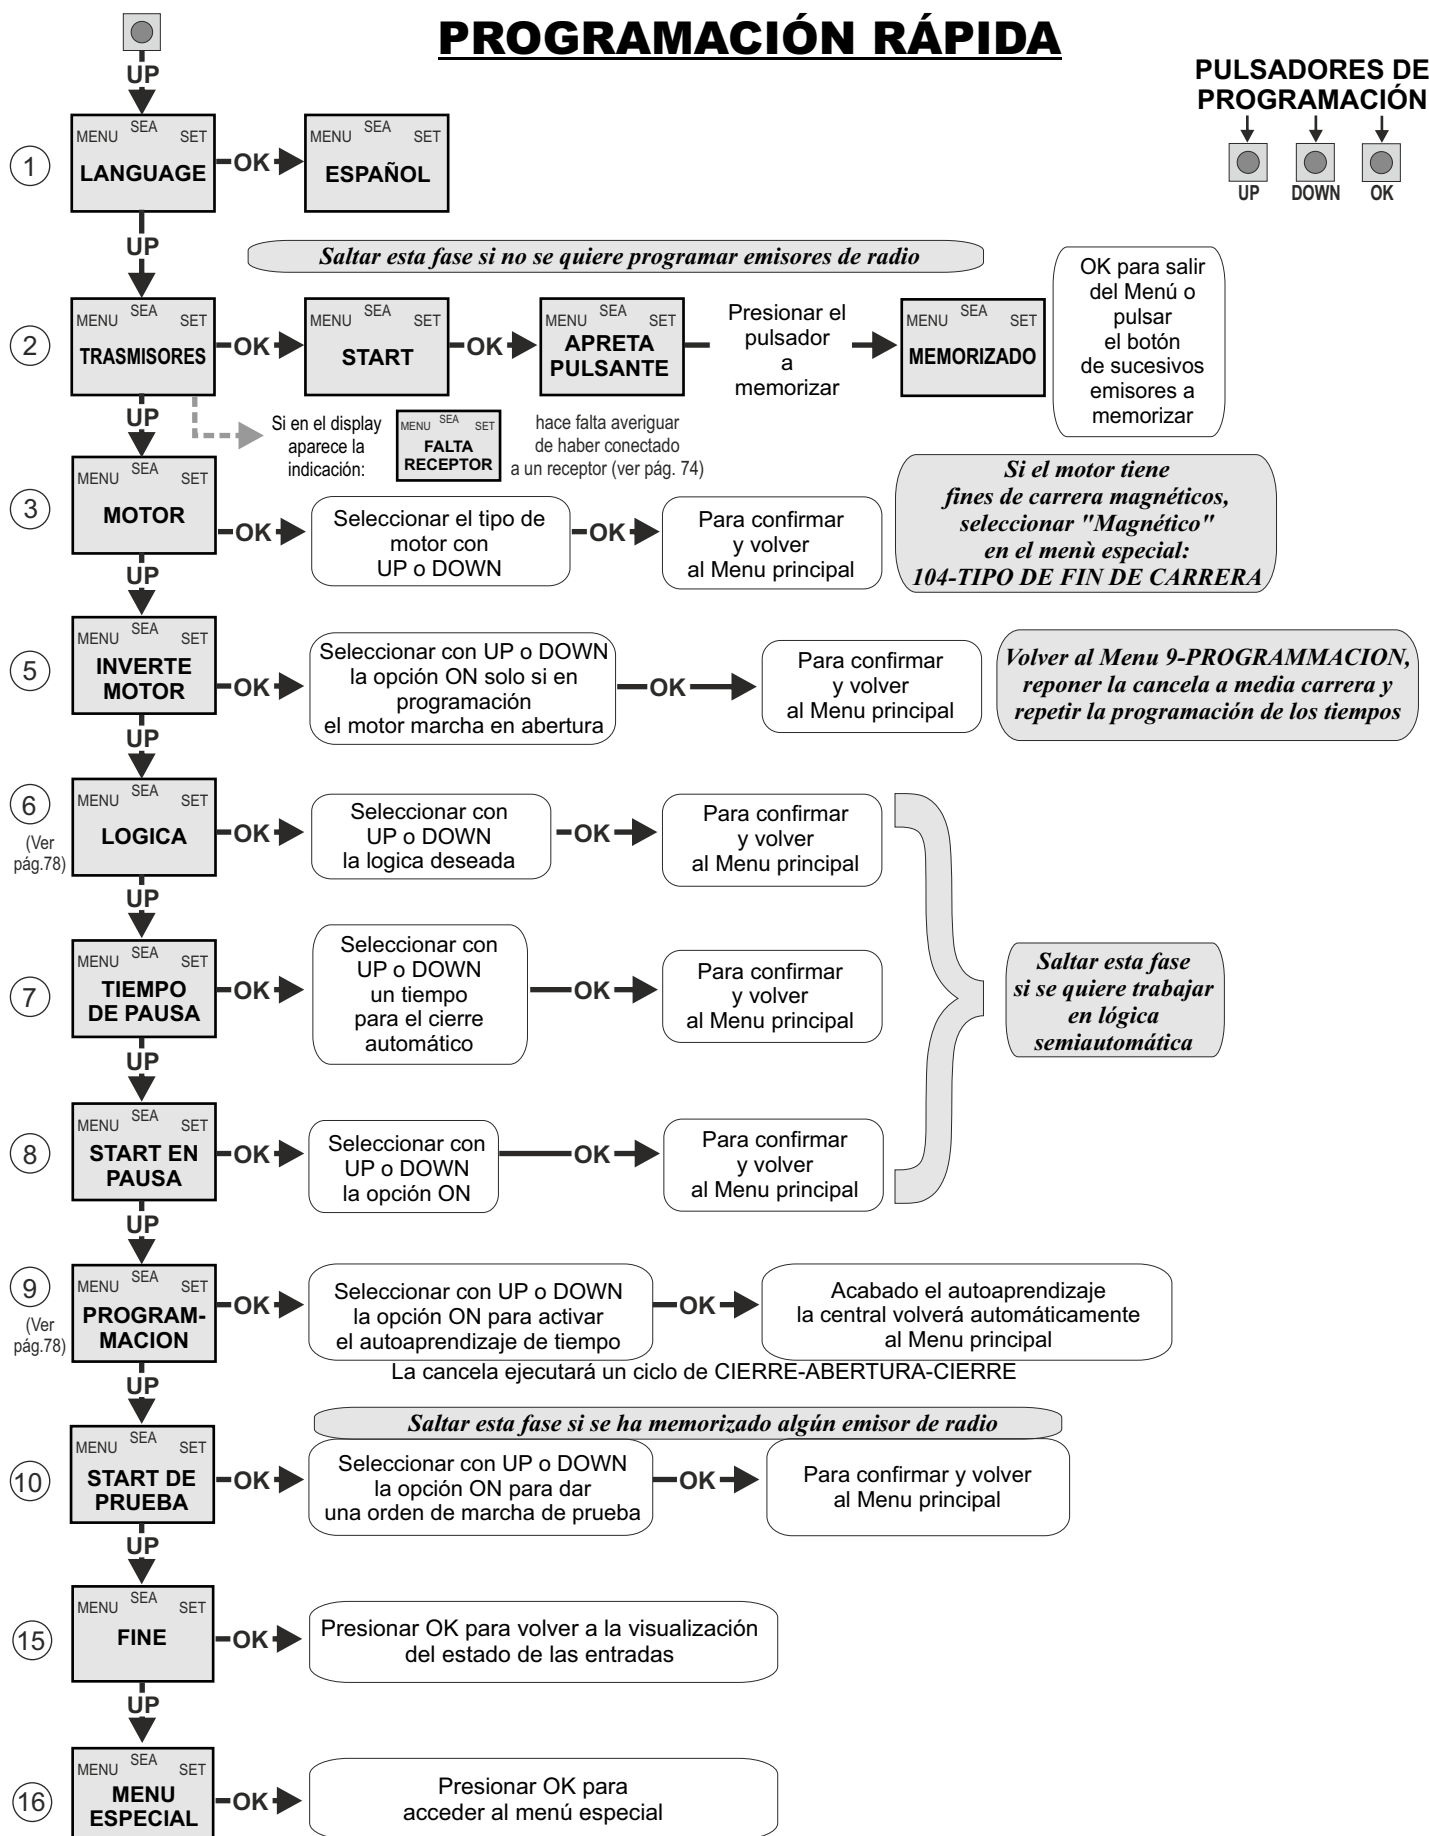 PROGRAMACIÓN RÁPIDA
PULSADORES DE
PROGRAMACIÓN
UP
DOWN
OK
UP
1
MENU
SEA
SET
LANGUAGE
OK
MENU
SEA
SET
ESPAÑOL
UP
Saltar esta fase si no se quiere programar emisores de radio
2
MENU
SEA
SET
TRASMISORES
OK
MENU
SEA
SET
START
OK
MENU
SEA
SET
APRETA
PULSANTE
Presionar el
pulsador
a
memorizar
MENU
SEA
SET
MEMORIZADO
OK para salir
del Menú o
pulsar
el botón
de sucesivos
emisores a
memorizar
UP
Si en el display
aparece la
indicación:
MENU
SEA
SET
FALTA
RECEPTOR
hace falta averiguar
de haber conectado
a un receptor (ver pág. 74)
3
MENU
SEA
SET
MOTOR
OK
Seleccionar el tipo de
motor con
UP o DOWN
OK
Para confirmar
y volver
al Menu principal
Si el motor tiene
fines de carrera magnéticos,
seleccionar "Magnético"
en el menù especial:
104-TIPO DE FIN DE CARRERA
UP
5
MENU
SEA
SET
INVERTE
MOTOR
OK
Seleccionar con UP o DOWN
la opción ON solo si en
programación
el motor marcha en abertura
OK
Para confirmar
y volver
al Menu principal
Volver al Menu 9-PROGRAMMACION,
reponer la cancela a media carrera y
repetir la programación de los tiempos
UP
6
(Ver
pág.78)
MENU
SEA
SET
LOGICA
OK
Seleccionar con
UP o DOWN
la logica deseada
OK
Para confirmar
y volver
al Menu principal
UP
7
MENU
SEA
SET
TIEMPO
DE PAUSA
OK
Seleccionar con
UP o DOWN
un tiempo
para el cierre
automático
OK
Para confirmar
y volver
al Menu principal
Saltar esta fase
si se quiere trabajar
en lógica
semiautomática
UP
8
MENU
SEA
SET
START EN
PAUSA
OK
Seleccionar con
UP o DOWN
la opción ON
OK
Para confirmar
y volver
al Menu principal
UP
9
(Ver
pág.78)
MENU
SEA
SET
PROGRAM-
MACION
OK
Seleccionar con UP o DOWN
la opción ON para activar
el autoaprendizaje de tiempo
OK
Acabado el autoaprendizaje
la central volverá automáticamente
al Menu principal
La cancela ejecutará un ciclo de CIERRE-ABERTURA-CIERRE
UP
Saltar esta fase si se ha memorizado algún emisor de radio
10
MENU
SEA
SET
START DE
PRUEBA
OK
Seleccionar con UP o DOWN
la opción ON para dar
una orden de marcha de prueba
OK
Para confirmar y volver
al Menu principal
UP
15
MENU
SEA
SET
FINE
OK
Presionar OK para volver a la visualización
del estado de las entradas
UP
16
MENU
SEA
SET
MENU
ESPECIAL
OK
Presionar OK para
acceder al menú especial